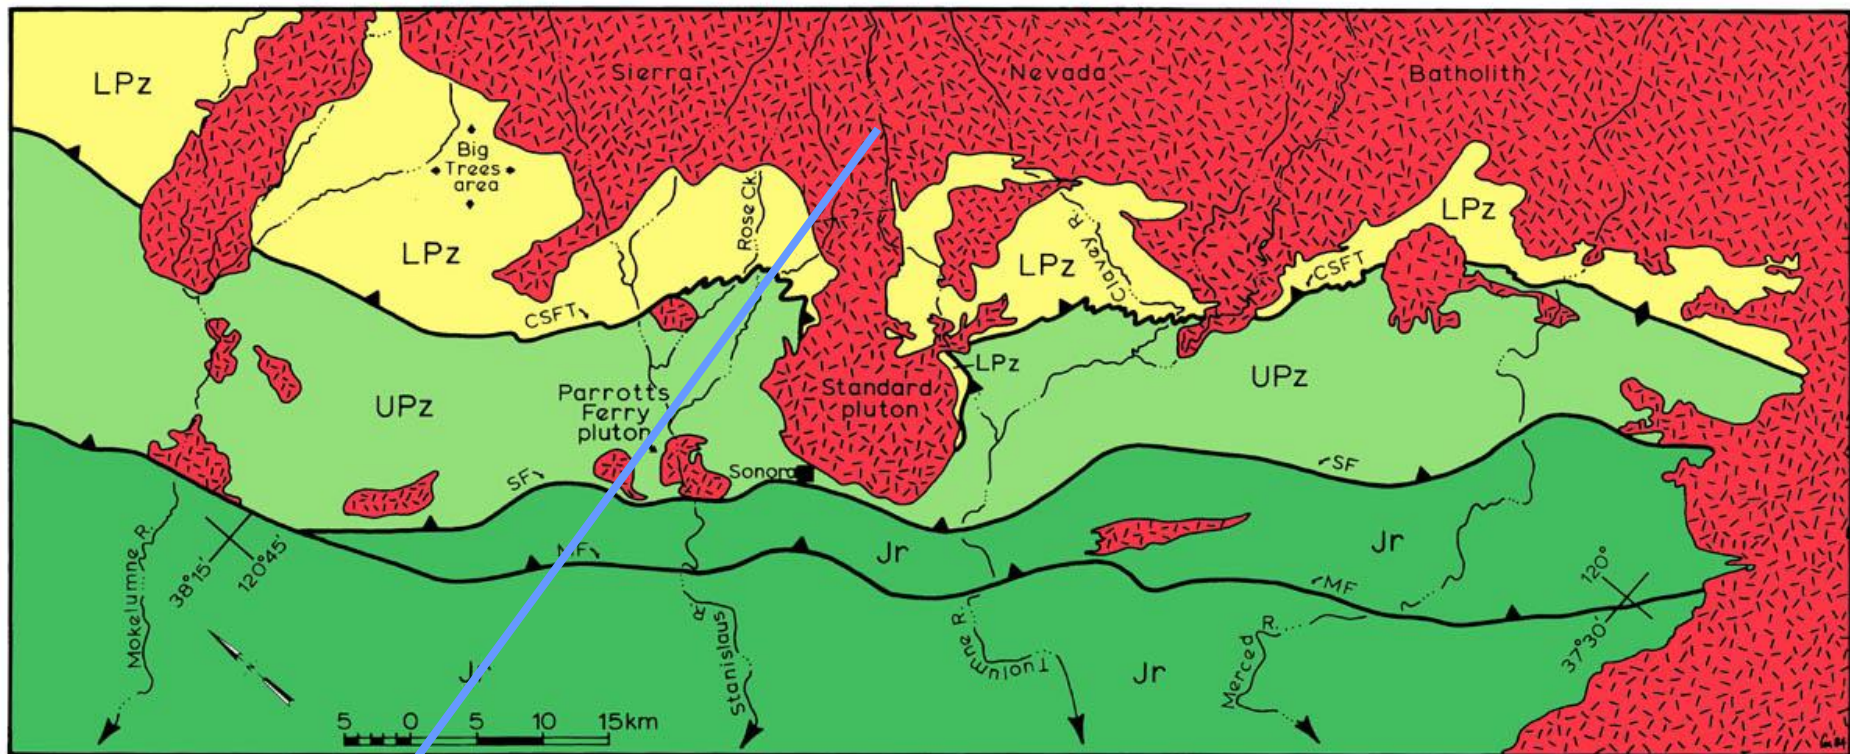 Sierra
Nevada
Batholith
LPz
Big
Trees
area
Rose Ck.
LPz
LPz
Clavey R.
LPz
CSFT
CSFT
LPz
UPz
Parrotts
Ferry
pluton
Standard
pluton
UPz
Sonora
SF
SF
Jr
Jr
MF
MF
Mokelumne R.
38°15'
120°45'
Stanislaus R.
Tuolumne R.
Merced R.
120°
37°30'
Jr
Jr
5 0 5 10 15km